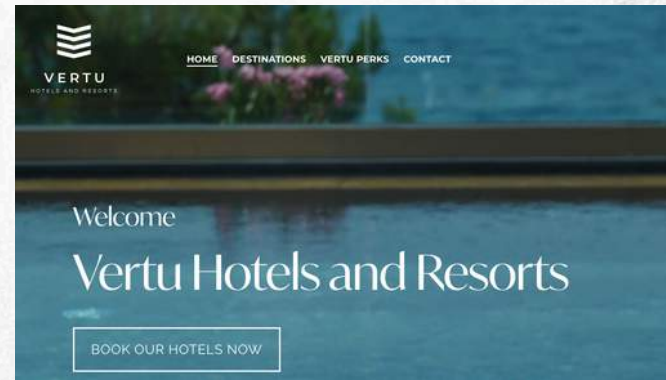 VERTU
HOTELS AND RESORTS
HOME DESTINATIONS VERTU PERKS CONTACT
Welcome
Vertu Hotels and Resorts
BOOK OUR HOTELS NOW